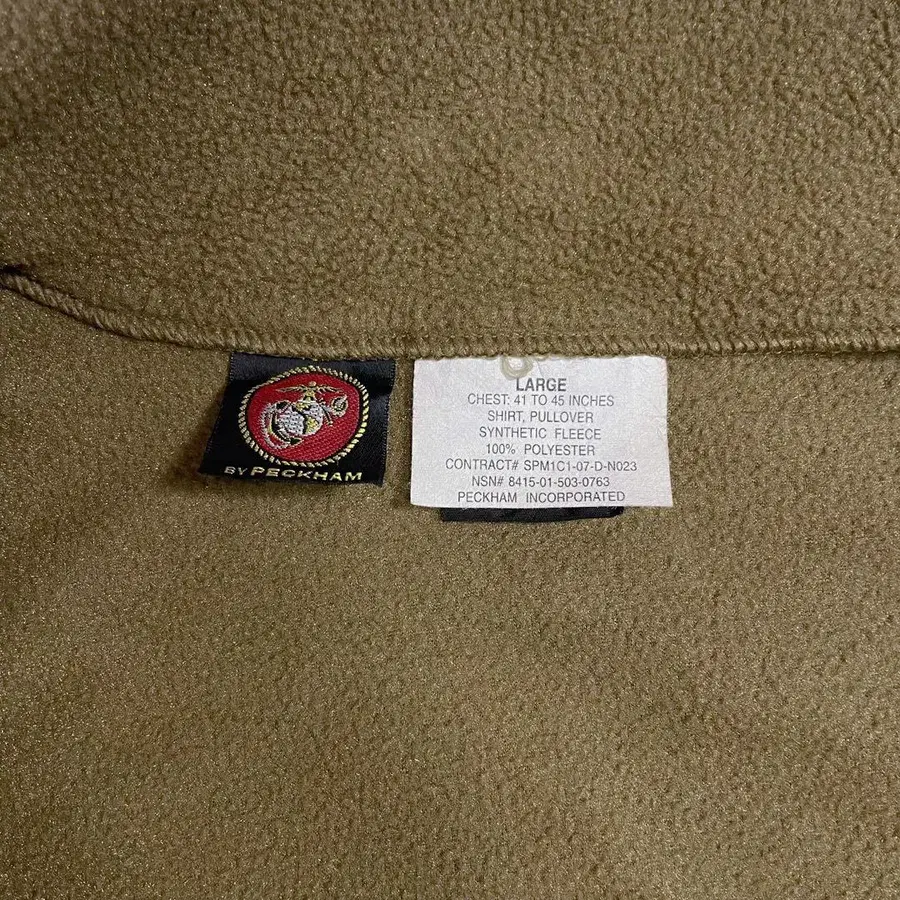 BY PECKHAM
LARGE
CHEST: 41 TO 45 INCHES
SHIRT, PULLOVER
SYNTHETIC FLEECE
100% POLYESTER
CONTRACT# SPM1C1-07-D-N023
NSN# 8415-01-503-0763
PECKHAM INCORPORATED